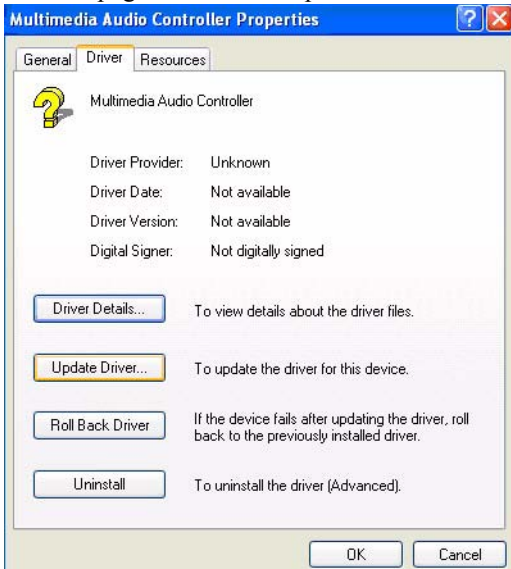 Multimedia Audio Controller Properties
General Driver Resources
Multimedia Audio Controller
Driver Provider: Unknown
Driver Date: Not available
Driver Version: Not available
Digital Signer: Not digitally signed
Driver Details... To view details about the driver files.
Update Driver... To update the driver for this device.
Roll Back Driver If the device fails after updating the driver, roll
back to the previously installed driver.
Uninstall To uninstall the driver (Advanced).
OK Cancel